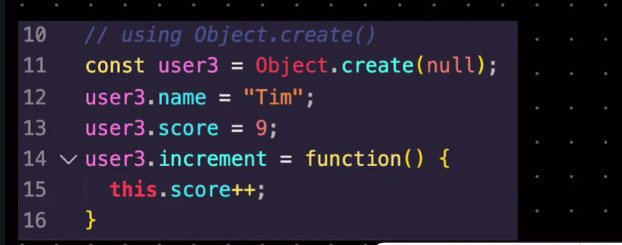 10 // using Object.create()
11 const user3 = Object.create(null);
12 user3.name = "Tim";
13 user3.score = 9;
14 user3.increment = function() {
15 this.score++;
16 }